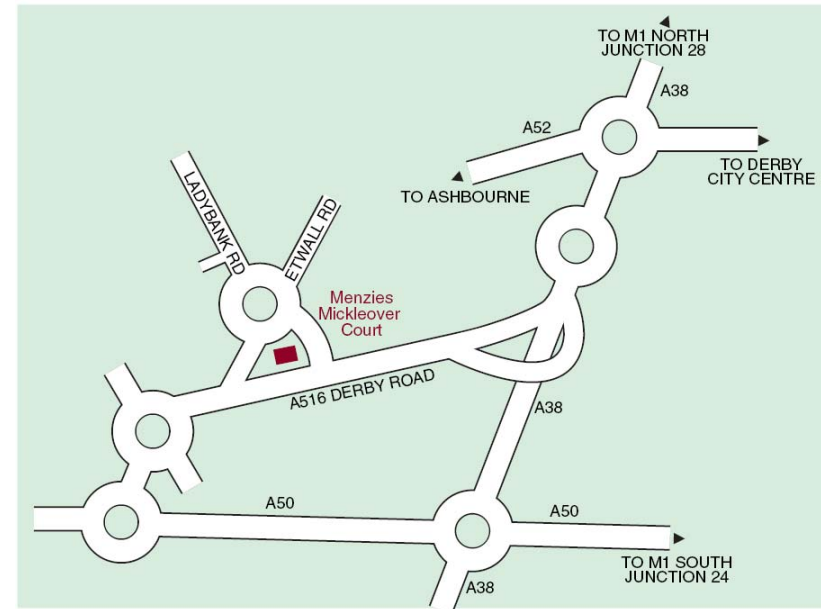 TO M1 NORTH
JUNCTION 28
A38
A52
TO DERBY
CITY CENTRE
TO ASHBOURNE
LADYBANK RD
ETWALL RD
Menzies
Mickleover
Court
A516 DERBY ROAD
A38
A50
A50
TO M1 SOUTH
JUNCTION 24
A38